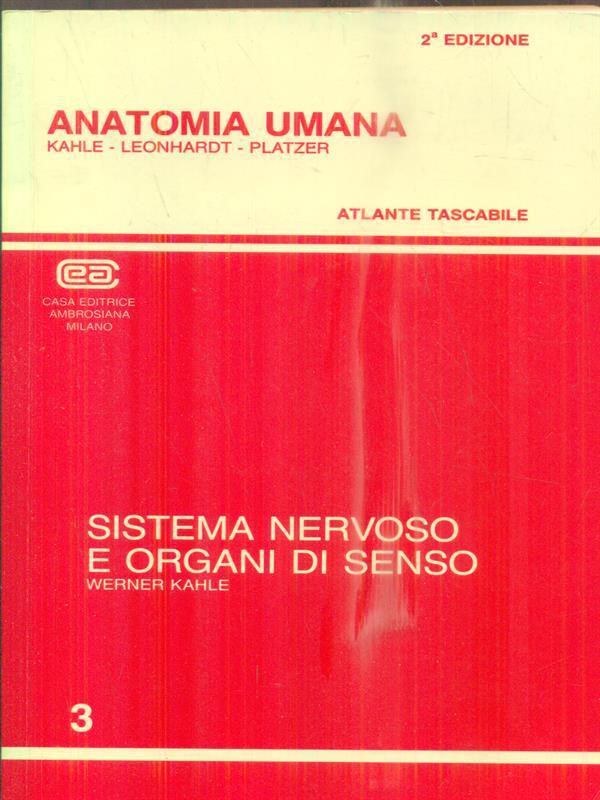 2ª EDIZIONE
ANATOMIA UMANA
KAHLE - LEONHARDT - PLATZER
ATLANTE TASCABILE
CEA
CASA EDITRICE
AMBROSIANA
MILANO
SISTEMA NERVOSO
E ORGANI DI SENSO
WERNER KAHLE
3